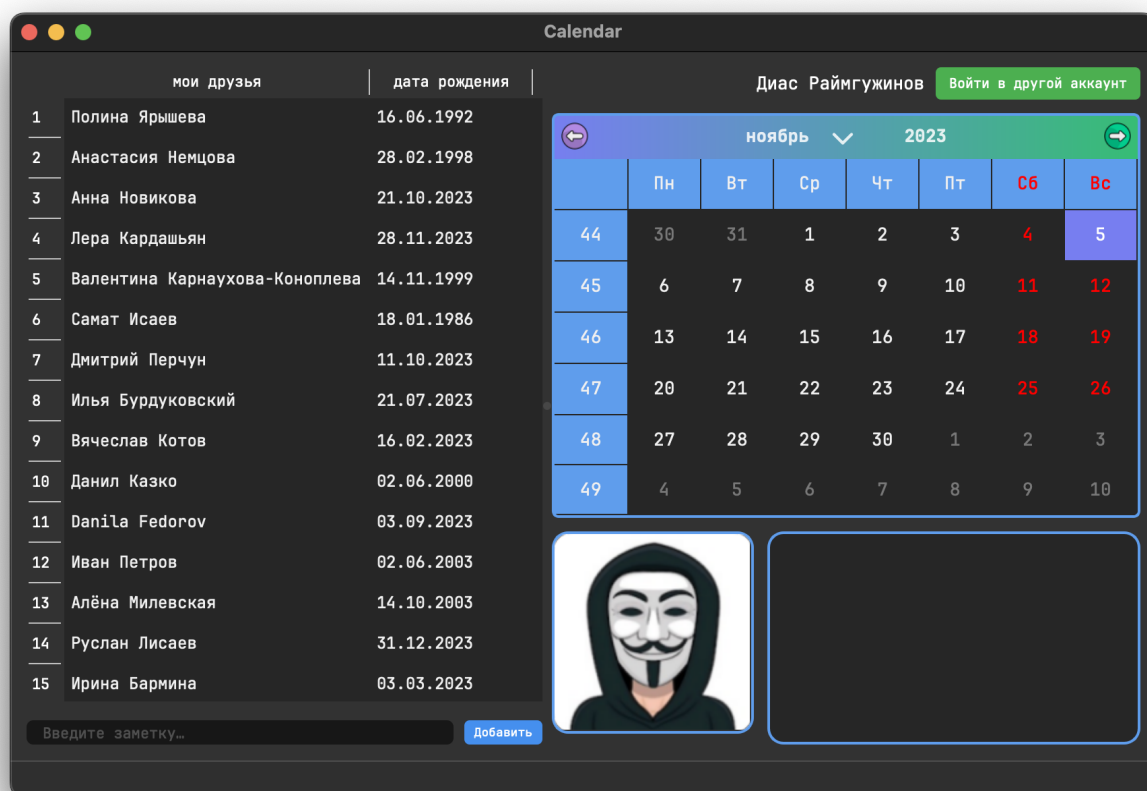 Calendar
мои друзья дата рождения
1 Полина Ярышева 16.06.1992
2 Анастасия Немцова 28.02.1998
3 Анна Новикова 21.10.2023
4 Лера Кардашьян 28.11.2023
5 Валентина Карнаухова-Коноплева 14.11.1999
6 Самат Исаев 18.01.1986
7 Дмитрий Перчун 11.10.2023
8 Илья Бурдуковский 21.07.2023
9 Вячеслав Котов 16.02.2023
10 Данил Казко 02.06.2000
11 Danila Fedorov 03.09.2023
12 Иван Петров 02.06.2003
13 Алёна Милевская 14.10.2003
14 Руслан Лисаев 31.12.2023
15 Ирина Бармина 03.03.2023
Введите заметку… Добавить
Диас Раймгужинов Войти в другой аккаунт
ноябрь 2023
Пн Вт Ср Чт Пт Сб Вс
44 30 31 1 2 3 4 5
45 6 7 8 9 10 11 12
46 13 14 15 16 17 18 19
47 20 21 22 23 24 25 26
48 27 28 29 30 1 2 3
49 4 5 6 7 8 9 10